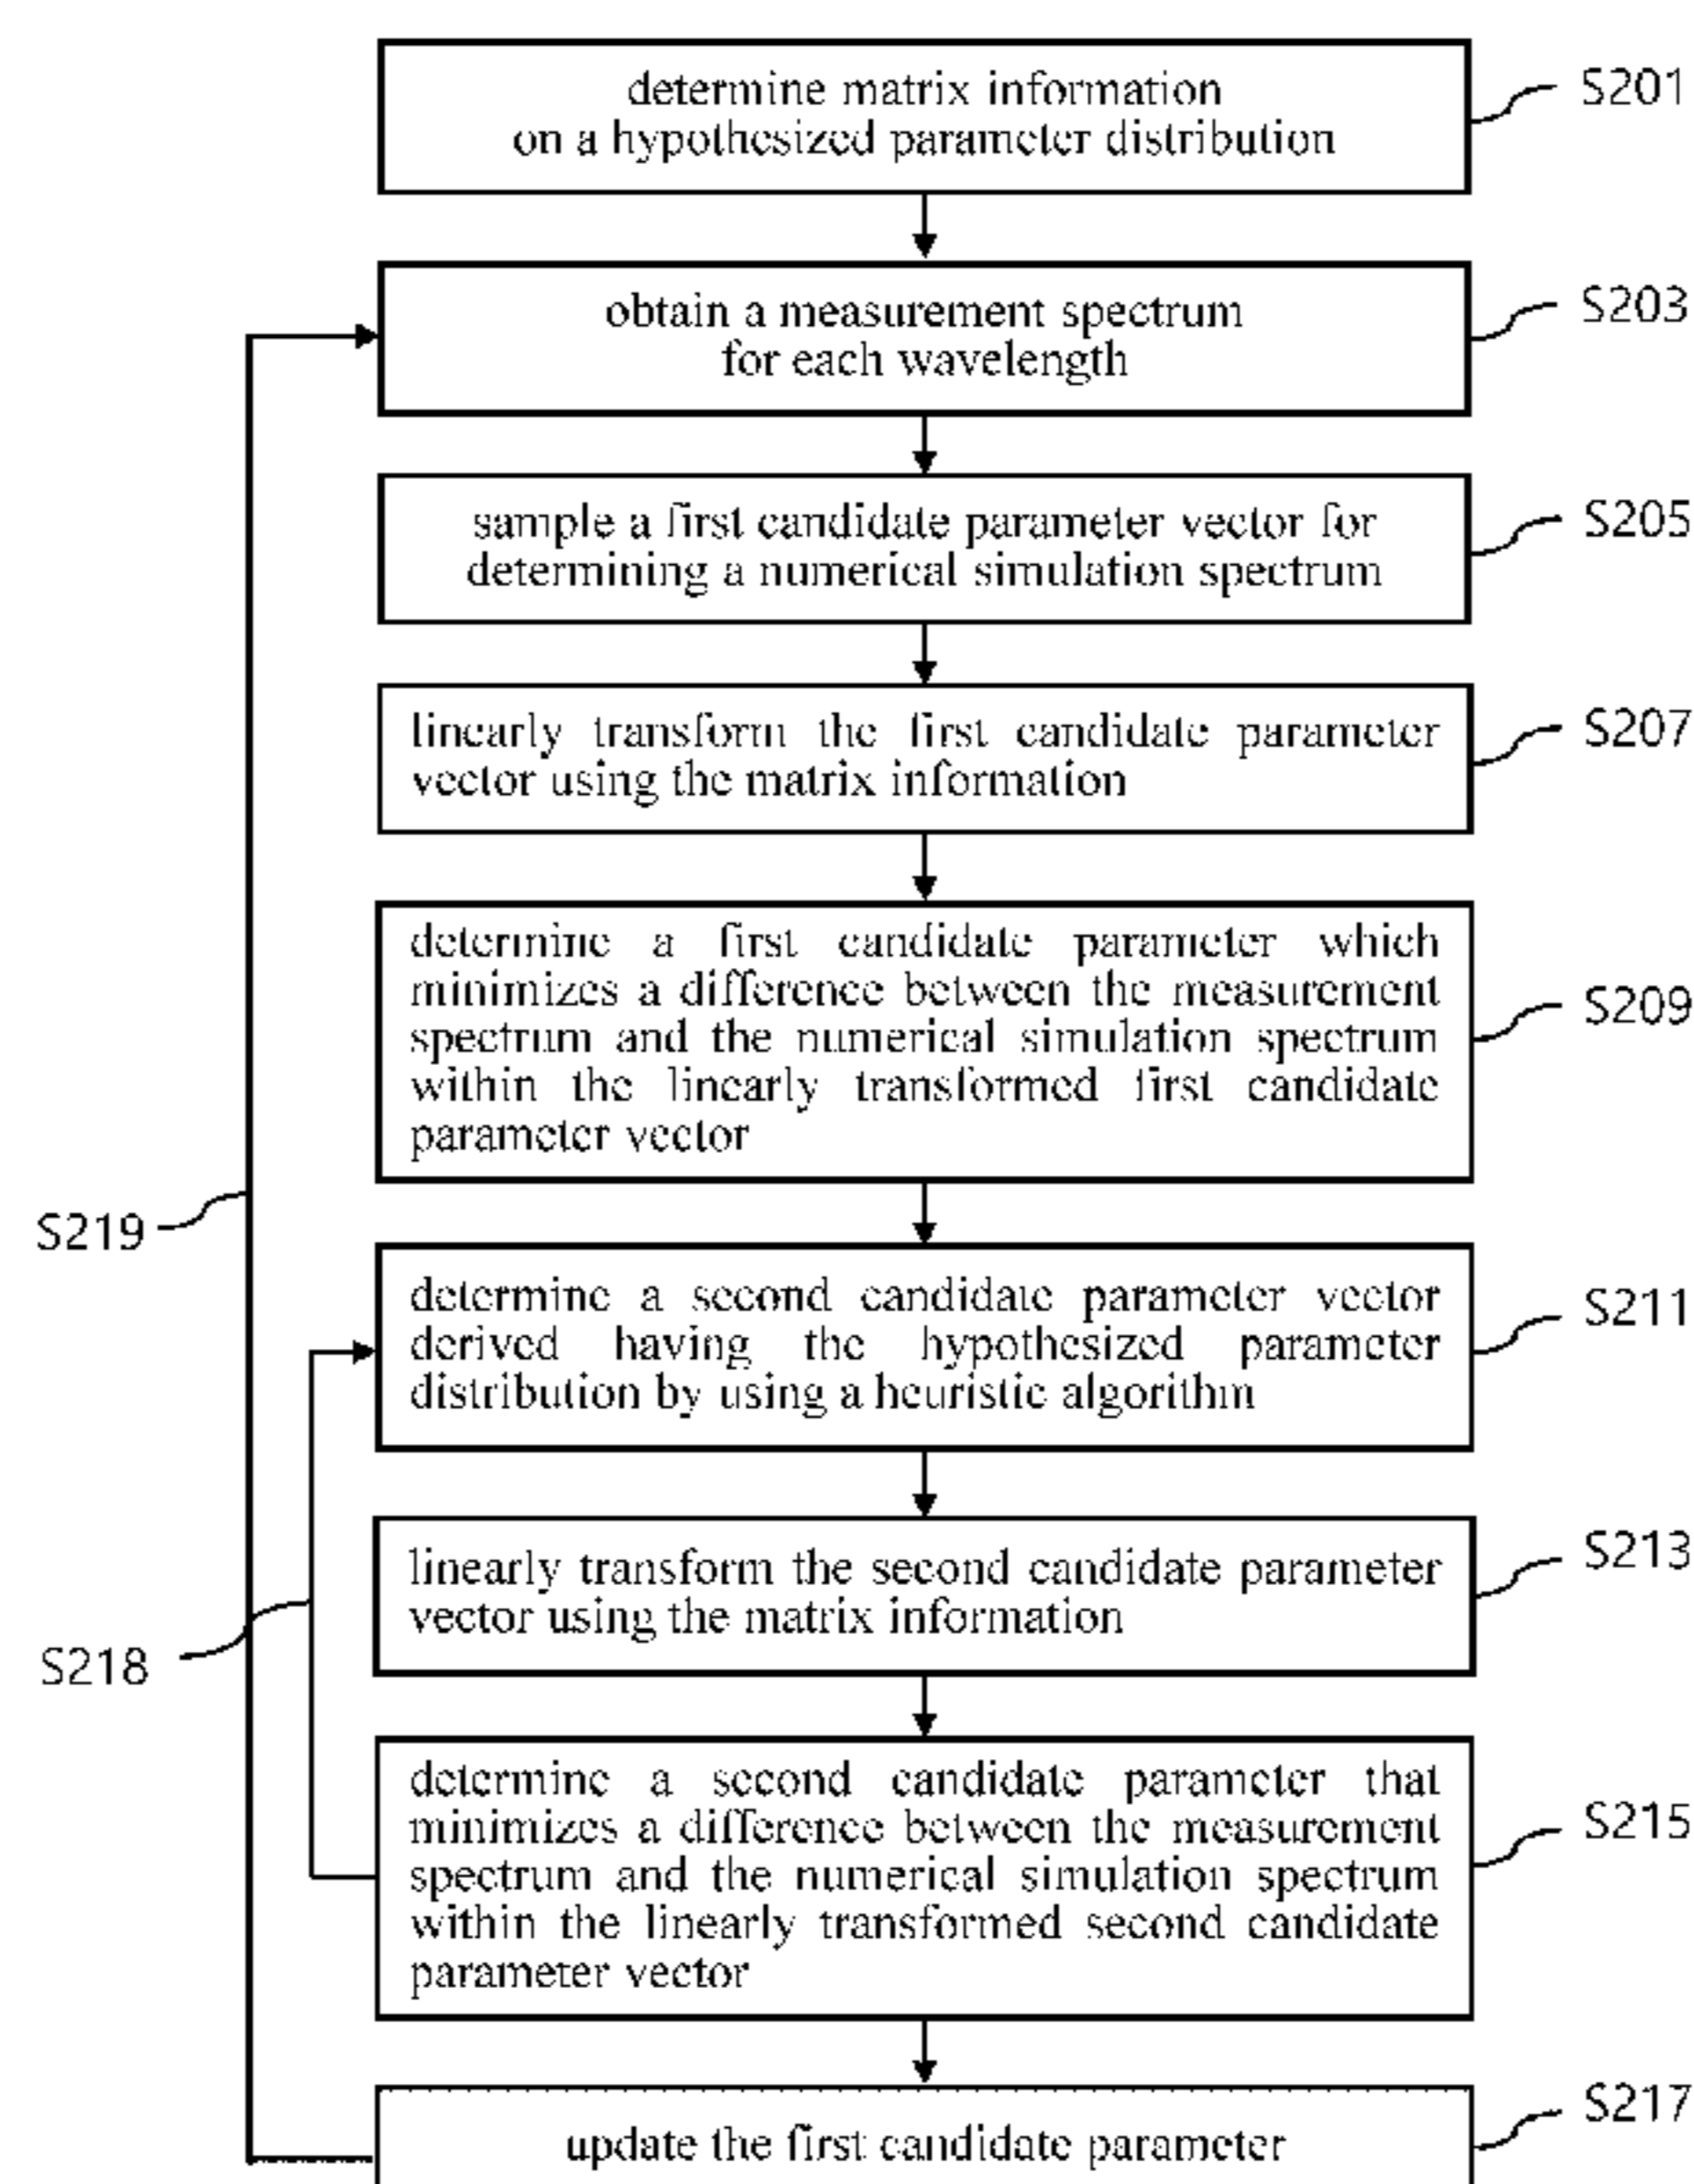 determine matrix information
on a hypothesized parameter distribution
S201
obtain a measurement spectrum
for each wavelength
S203
sample a first candidate parameter vector for
determining a numerical simulation spectrum
S205
linearly transform the first candidate parameter
vector using the matrix information
S207
determine a first candidate parameter which
minimizes a difference between the measurement
spectrum and the numerical simulation spectrum
within the linearly transformed first candidate
parameter vector
S209
S219
determine a second candidate parameter vector
derived having the hypothesized parameter
distribution by using a heuristic algorithm
S211
linearly transform the second candidate parameter
vector using the matrix information
S213
S218
determine a second candidate parameter that
minimizes a difference between the measurement
spectrum and the numerical simulation spectrum
within the linearly transformed second candidate
parameter vector
S215
update the first candidate parameter
S217